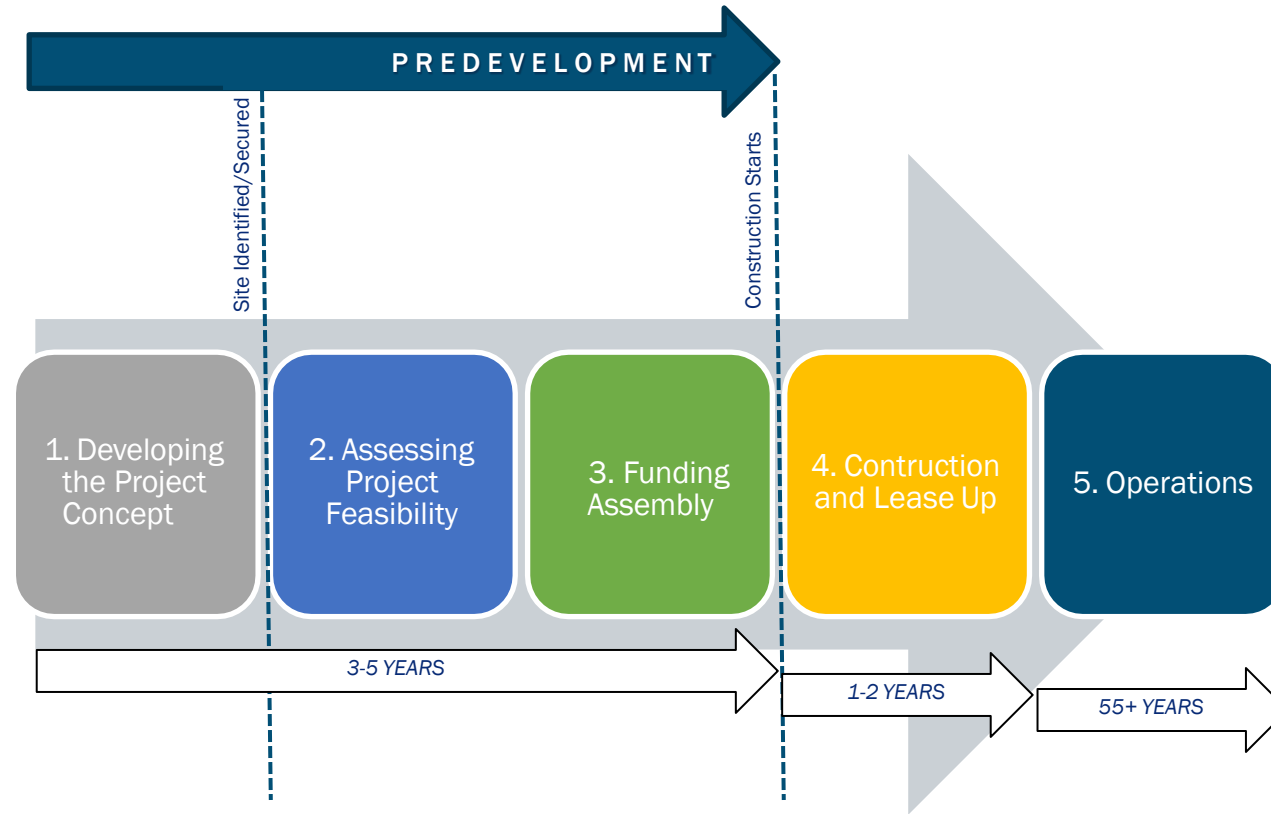 PREDEVELOPMENT
Site Identified/Secured
Construction Starts
1. Developing
the Project
Concept
2. Assessing
Project
Feasibility
3. Funding
Assembly
4. Contruction
and Lease Up
5. Operations
3-5 YEARS
1-2 YEARS
55+ YEARS